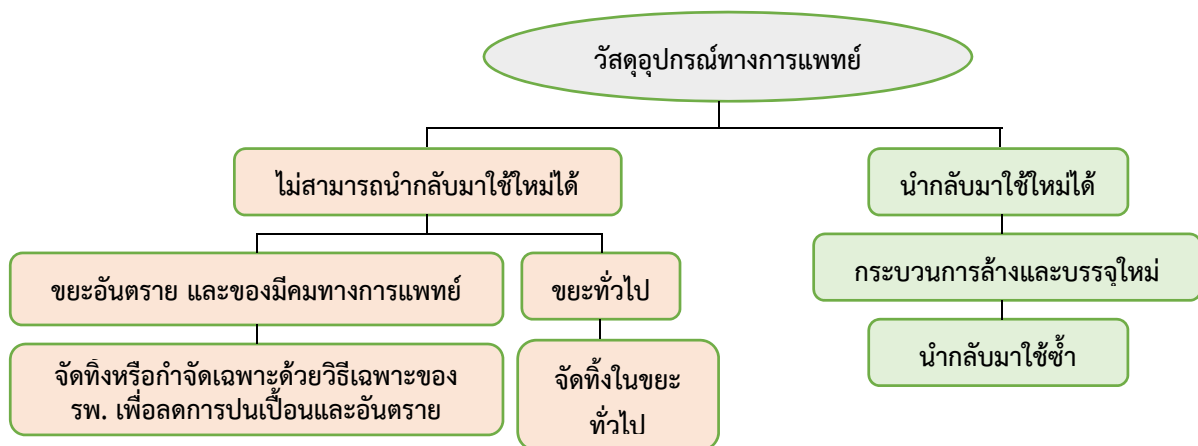 วัสดุอุปกรณ์ทางการแพทย์
ไม่สามารถนำกลับมาใช้ใหม่ได้
นำกลับมาใช้ใหม่ได้
ขยะอันตราย และของมีคมทางการแพทย์
ขยะทั่วไป
กระบวนการล้างและบรรจุใหม่
จัดทิ้งหรือกำจัดเฉพาะด้วยวิธีเฉพาะของ
รพ. เพื่อลดการปนเปื้อนและอันตราย
จัดทิ้งในขยะ
ทั่วไป
นำกลับมาใช้ซ้ำ